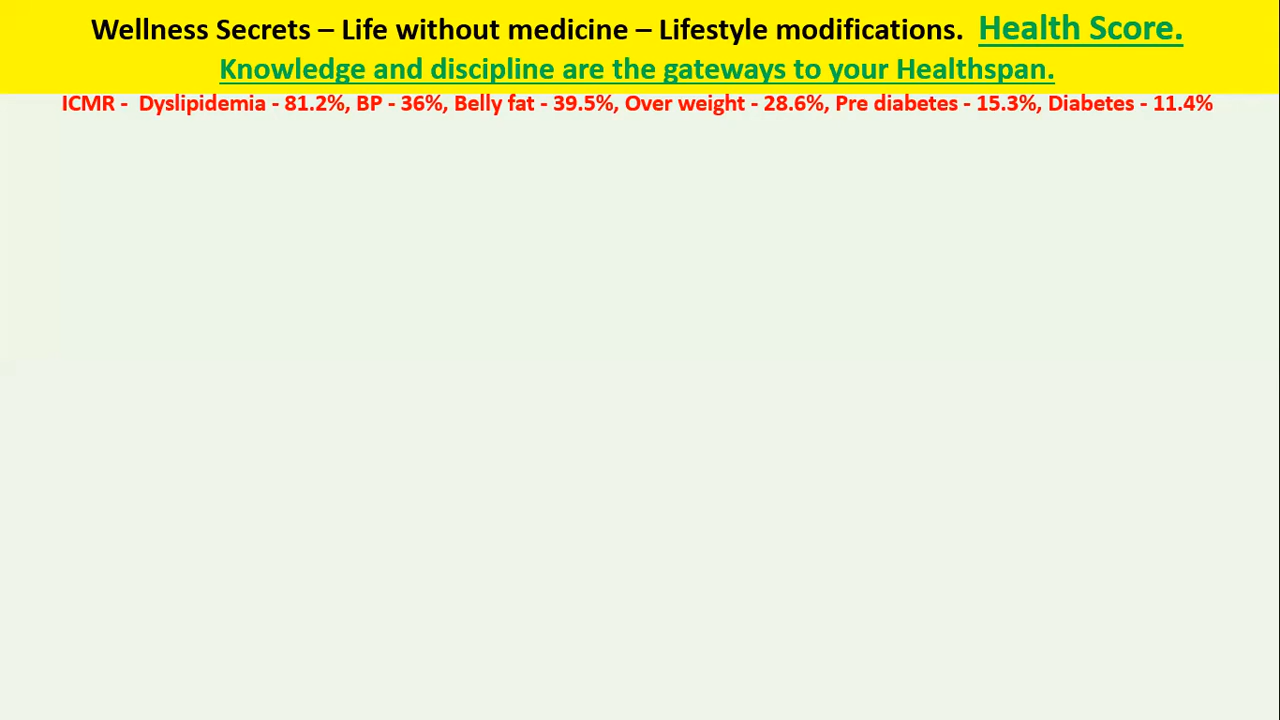 Wellness Secrets – Life without medicine – Lifestyle modifications. Health Score.
Knowledge and discipline are the gateways to your Healthspan.
ICMR - Dyslipidemia - 81.2%, BP - 36%, Belly fat - 39.5%, Over weight - 28.6%, Pre diabetes - 15.3%, Diabetes - 11.4%